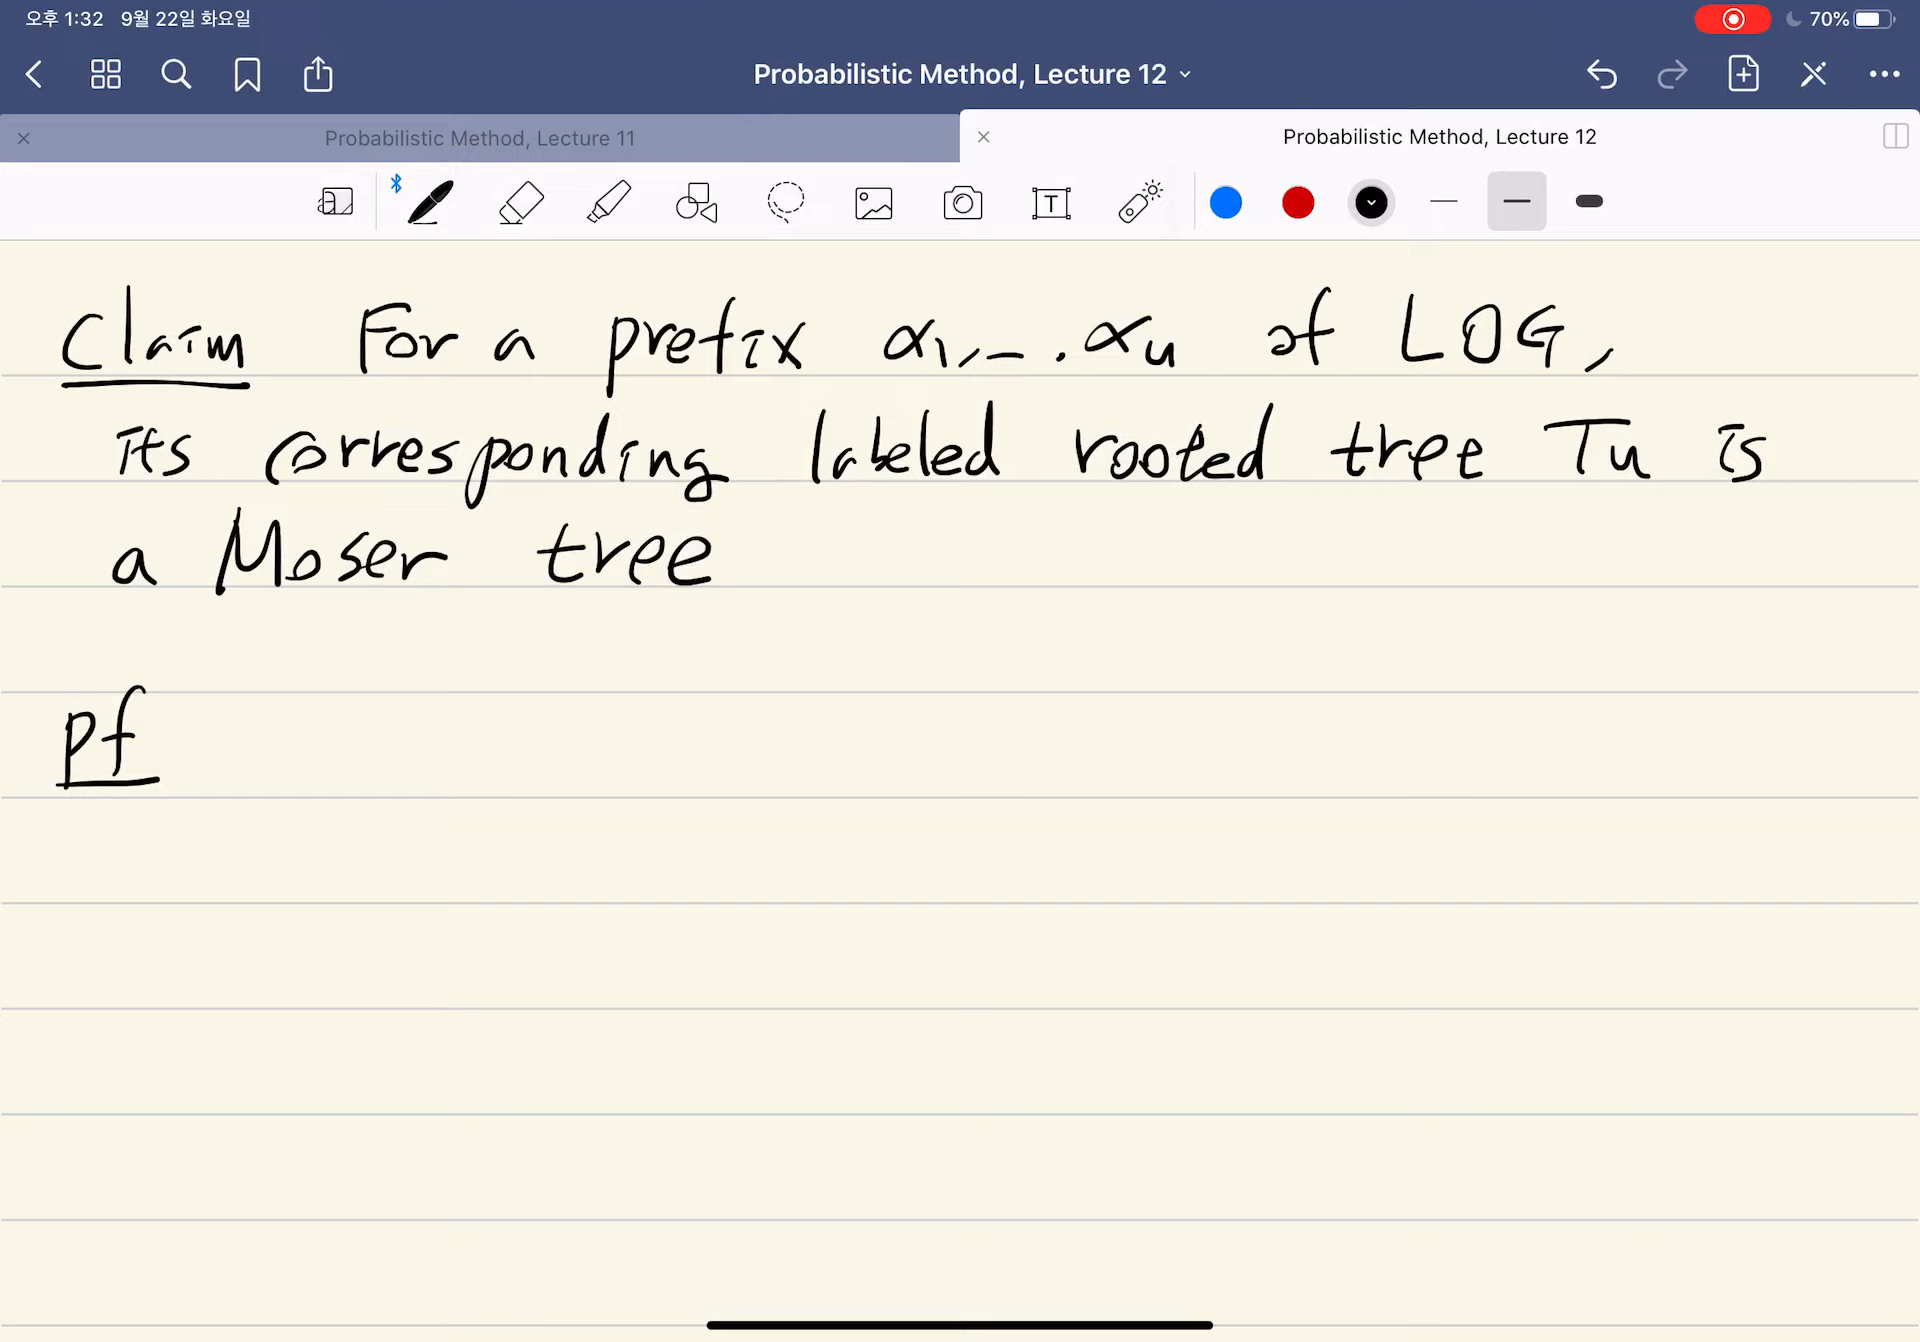 오후 1:32 9월 22일 화요일
70%
Probabilistic Method, Lecture 12
Probabilistic Method, Lecture 11
Probabilistic Method, Lecture 12
Claim For a prefix α1,-.αu of LOG,
its corresponding labeled rooted tree Tu is
a Moser tree
pf